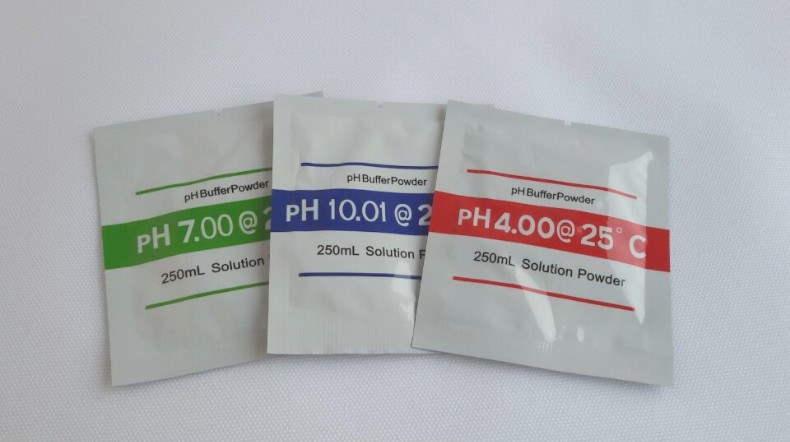 pH BufferPowder
pH 7.00 @ 2
250mL Solution
pH BufferPowder
pH 10.01 @ 2
250mL Solution P
pH BufferPowder
pH 4.00@ 25° C
250mL Solution Powder